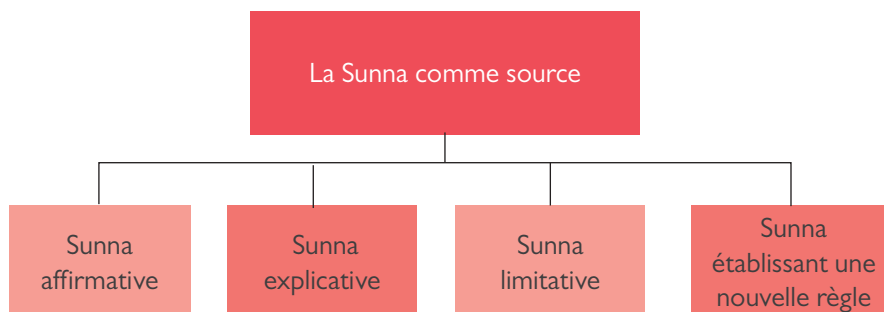 La Sunna comme source
Sunna
affirmative
Sunna
explicative
Sunna
limitative
Sunna
établissant une
nouvelle règle